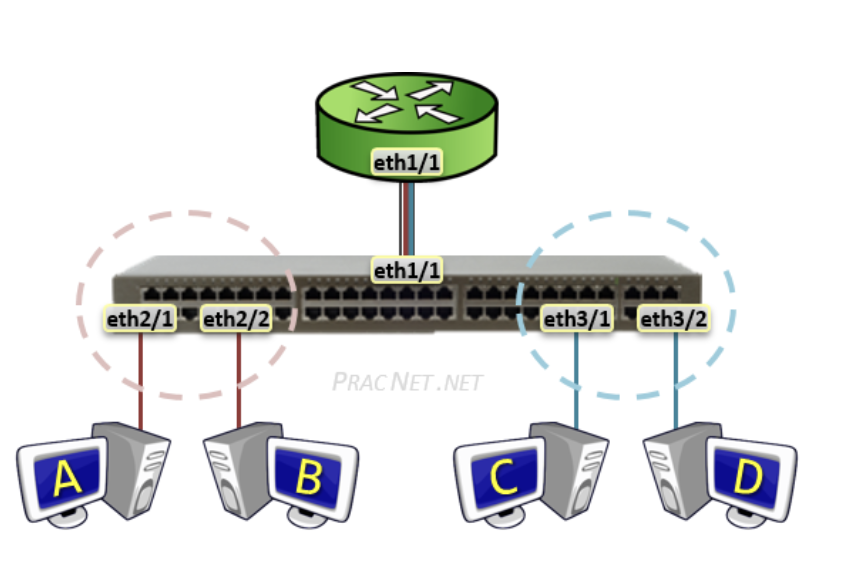 eth1/1
eth1/1
eth2/1 eth2/2 eth3/1 eth3/2
PRACNET.NET
A B C D